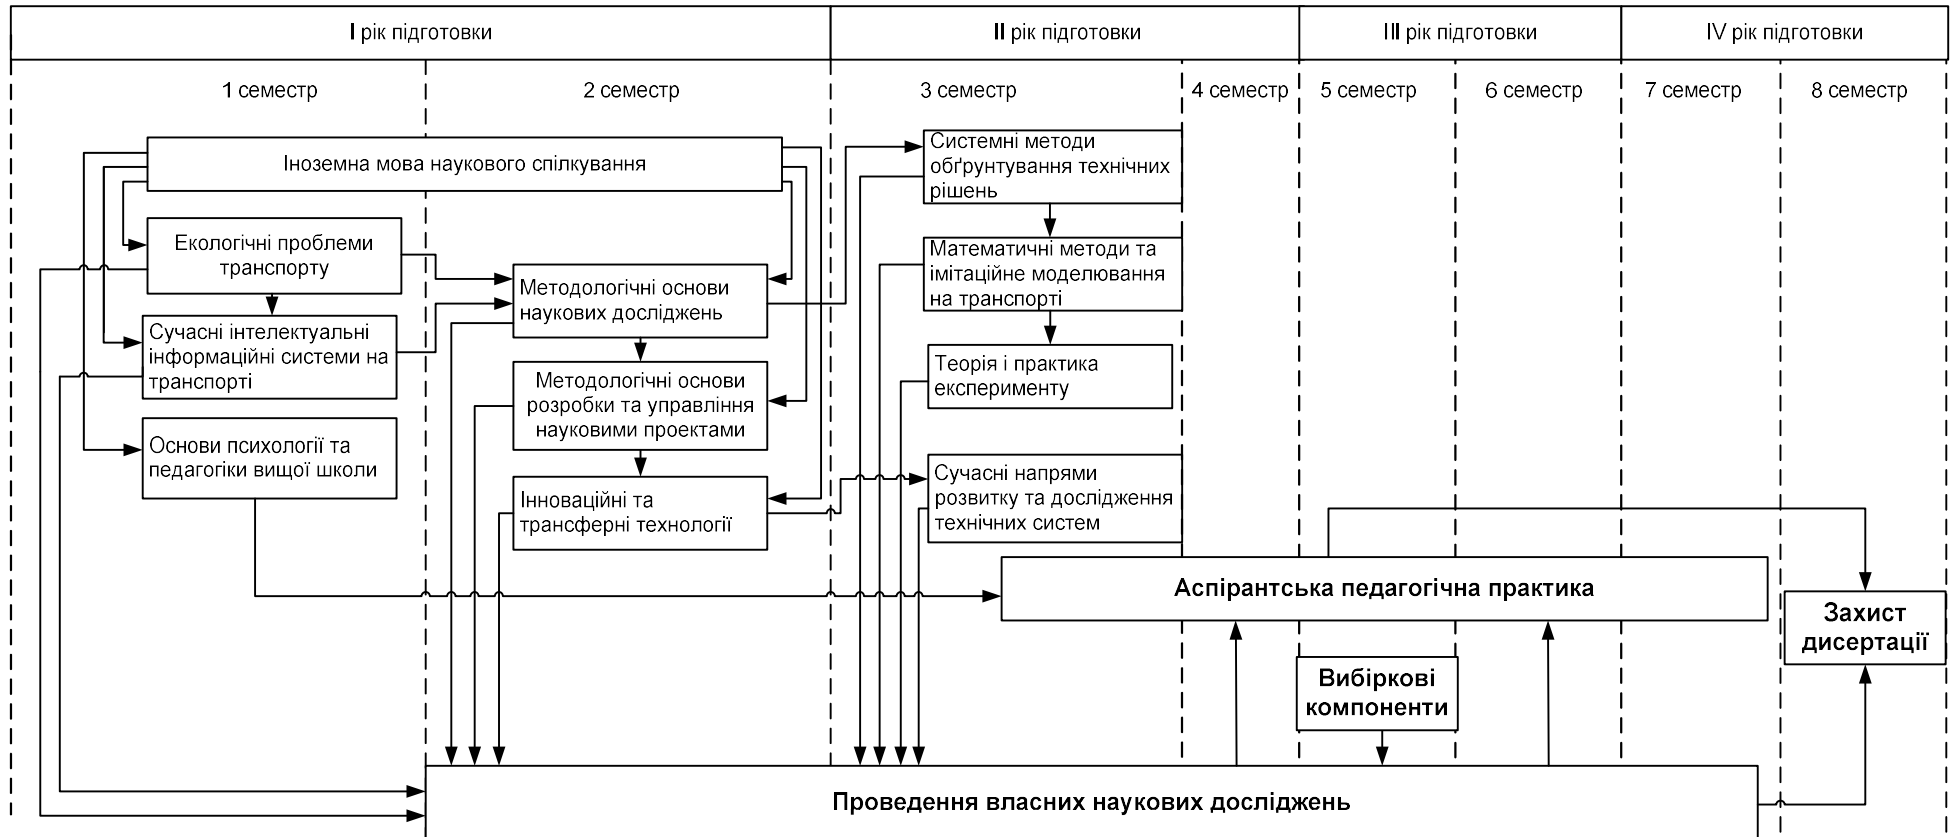 I рік підготовки
II рік підготовки
III рік підготовки
IV рік підготовки
1 семестр
2 семестр
3 семестр
4 семестр
5 семестр
6 семестр
7 семестр
8 семестр
Іноземна мова наукового спілкування
Екологічні проблеми
транспорту
Сучасні інтелектуальні
інформаційні системи на
транспорті
Основи психології та
педагогіки вищої школи
Методологічні основи
наукових досліджень
Методологічні основи
розробки та управління
науковими проектами
Інноваційні та
трансферні технології
Системні методи
обґрунтування технічних
рішень
Математичні методи та
імітаційне моделювання
на транспорті
Теорія і практика
експерименту
Сучасні напрями
розвитку та дослідження
технічних систем
Аспірантська педагогічна практика
Захист
дисертації
Вибіркові
компоненти
Проведення власних наукових досліджень